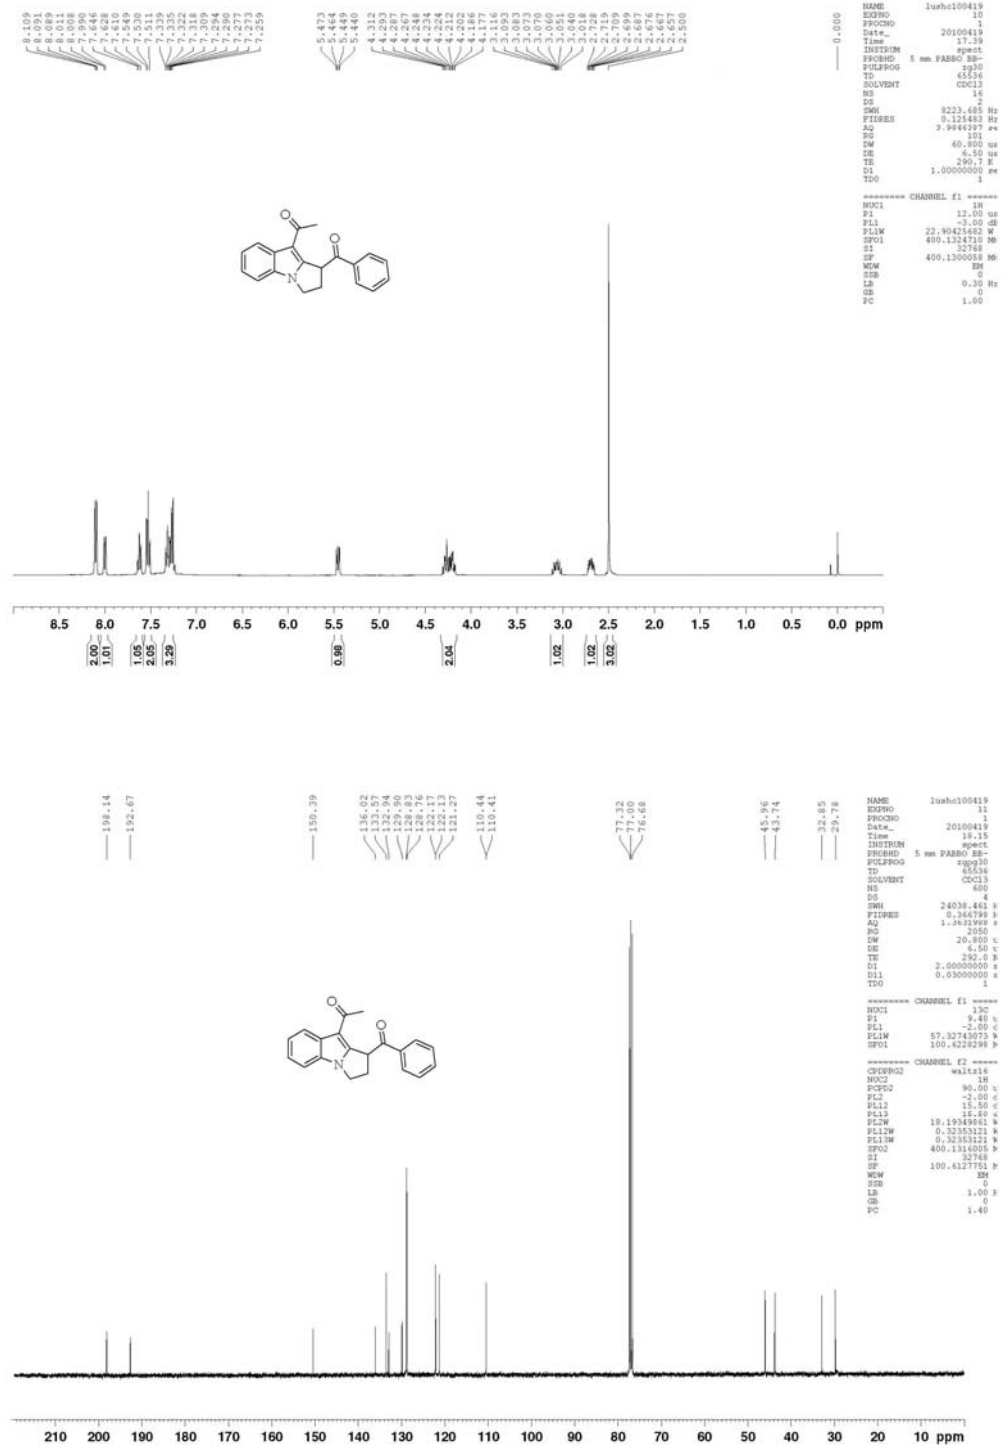 8.109
8.091
8.089
8.011
8.008
7.990
7.646
7.628
7.610
7.549
7.530
7.511
7.339
7.335
7.322
7.318
7.309
7.294
7.290
7.277
7.273
7.259
5.473
5.464
5.449
5.440
4.312
4.293
4.287
4.267
4.248
4.234
4.224
4.212
4.202
4.186
4.177
3.116
3.093
3.083
3.073
3.070
3.060
3.051
3.040
3.018
2.728
2.719
2.709
2.699
2.687
2.676
2.667
2.657
2.500
0.000
NAME lushc100419
EXPNO 10
PROCNO 1
Date_ 20100419
Time 17.39
INSTRUM spect
PROBHD 5 mm PABBO BB-
PULPROG zg30
TD 65536
SOLVENT CDCl3
NS 16
DS 2
SWH 8223.685 Hz
FIDRES 0.125483 Hz
AQ 3.9846387 se
RG 101
DW 60.800 us
DE 6.50 us
TE 290.7 K
D1 1.00000000 se
TD0 1
======== CHANNEL f1 ======
NUC1 1H
P1 12.00 us
PL1 -3.00 dB
PL1W 22.90425682 W
SFO1 400.1324710 MH
SI 32768
SF 400.1300058 MH
WDW EM
SSB 0
LB 0.30 Hz
GB 0
PC 1.00
O
O
N
8.5 8.0 7.5 7.0 6.5 6.0 5.5 5.0 4.5 4.0 3.5 3.0 2.5 2.0 1.5 1.0 0.5 0.0 ppm
2.00
1.01
1.05
2.05
3.29
0.98
2.04
1.02
1.02
3.02
198.14
192.67
150.39
136.02
133.57
132.94
129.90
128.83
128.76
122.17
122.13
121.27
110.44
110.41
77.32
77.00
76.68
45.96
43.74
32.85
29.78
NAME lushc100419
EXPNO 11
PROCNO 1
Date_ 20100419
Time 18.15
INSTRUM spect
PROBHD 5 mm PABBO BB-
PULPROG zgpg30
TD 65536
SOLVENT CDCl3
NS 600
DS 4
SWH 24038.461 H
FIDRES 0.366798 H
AQ 1.3631988 s
RG 2050
DW 20.800 u
DE 6.50 u
TE 292.0 K
D1 2.00000000 s
D11 0.03000000 s
TD0 1
======== CHANNEL f1 =====
NUC1 13C
P1 9.40 u
PL1 -2.00 d
PL1W 57.32743073 W
SFO1 100.6228298 M
======== CHANNEL f2 =====
CPDPRG2 waltz16
NUC2 1H
PCPD2 90.00 u
PL2 -2.00 d
PL12 15.50 d
PL13 15.50 d
PL2W 18.19349861 W
PL12W 0.32353121 W
PL13W 0.32353121 W
SFO2 400.1316005 M
SI 32768
SF 100.6127751 M
WDW EM
SSB 0
LB 1.00 H
GB 0
PC 1.40
O
O
N
210 200 190 180 170 160 150 140 130 120 110 100 90 80 70 60 50 40 30 20 10 ppm